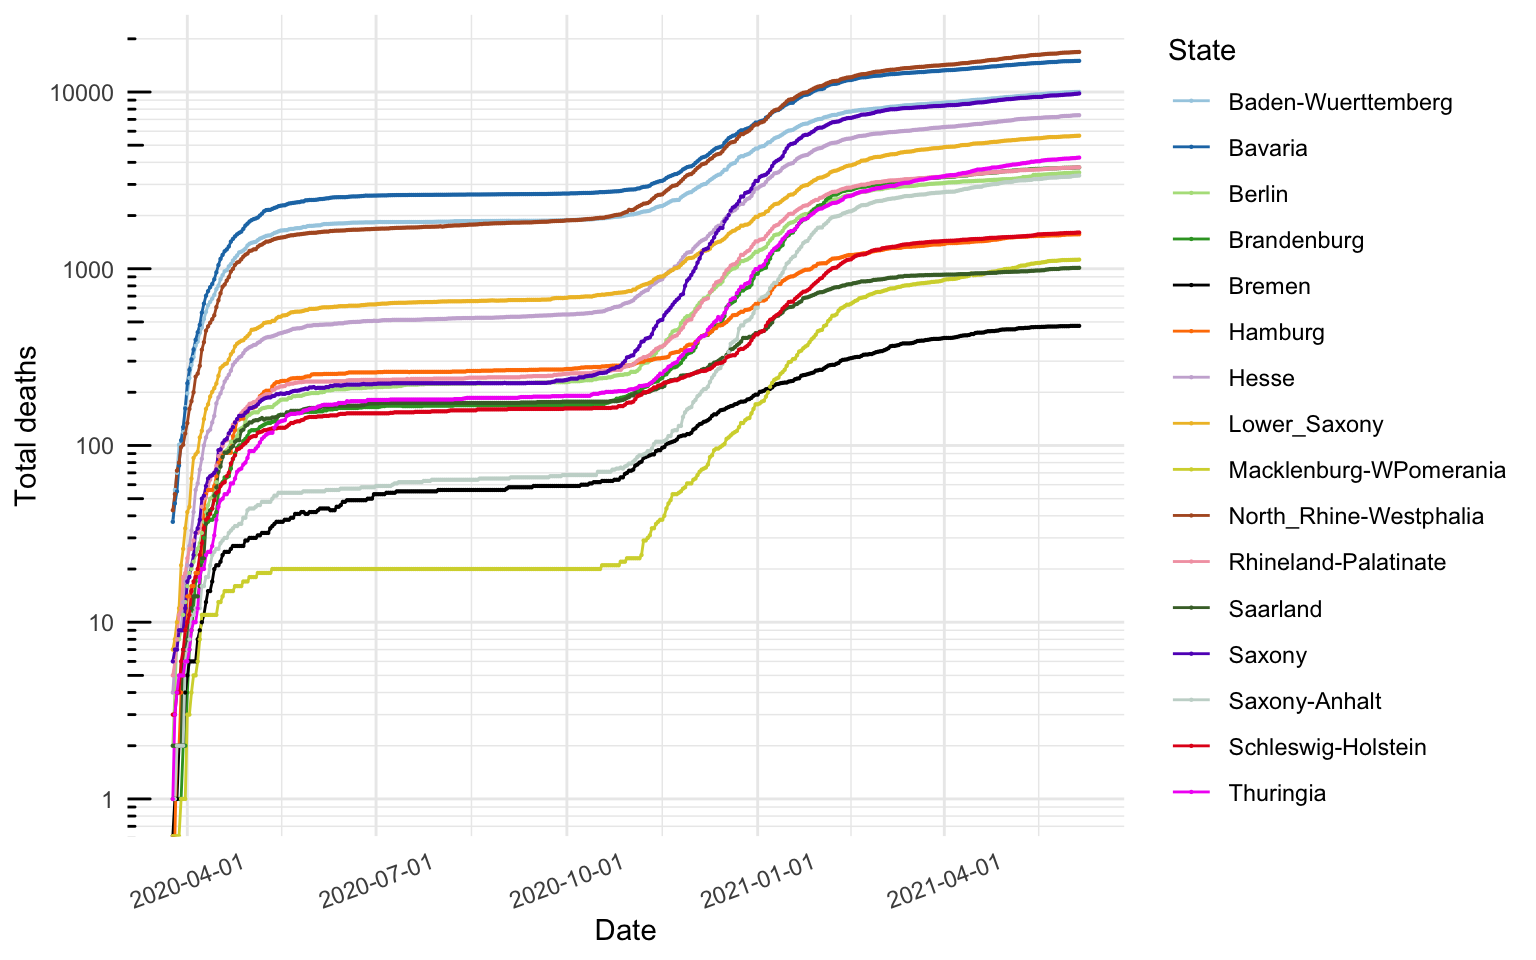 State
Baden-Wuerttemberg
Bavaria
Berlin
Brandenburg
Bremen
Hamburg
Hesse
Lower_Saxony
Macklenburg-WPomerania
North_Rhine-Westphalia
Rhineland-Palatinate
Saarland
Saxony
Saxony-Anhalt
Schleswig-Holstein
Thuringia
Total deaths
10000
1000
100
10
1
2020-04-01
2020-07-01
2020-10-01
2021-01-01
2021-04-01
Date